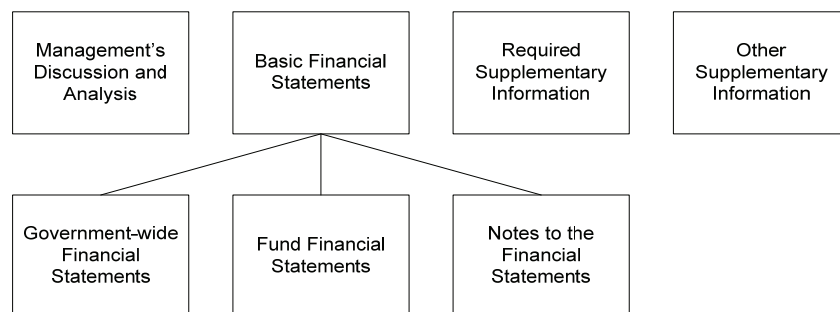 Management's
Discussion and
Analysis
Basic Financial
Statements
Required
Supplementary
Information
Other
Supplementary
Information
Government-wide
Financial
Statements
Fund Financial
Statements
Notes to the
Financial
Statements